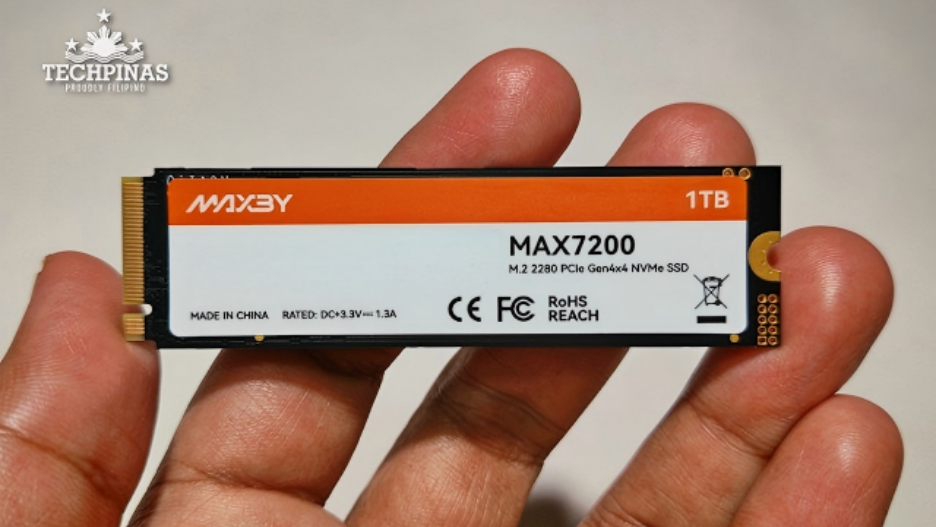 TECHPINAS
PROUDLY FILIPINO
MAXBY
1TB
MAX7200
M.2 2280 PCIe Gen4x4 NVMe SSD
MADE IN CHINA RATED: DC+3.3V⎓ 1.3A
CE FC RoHS
REACH